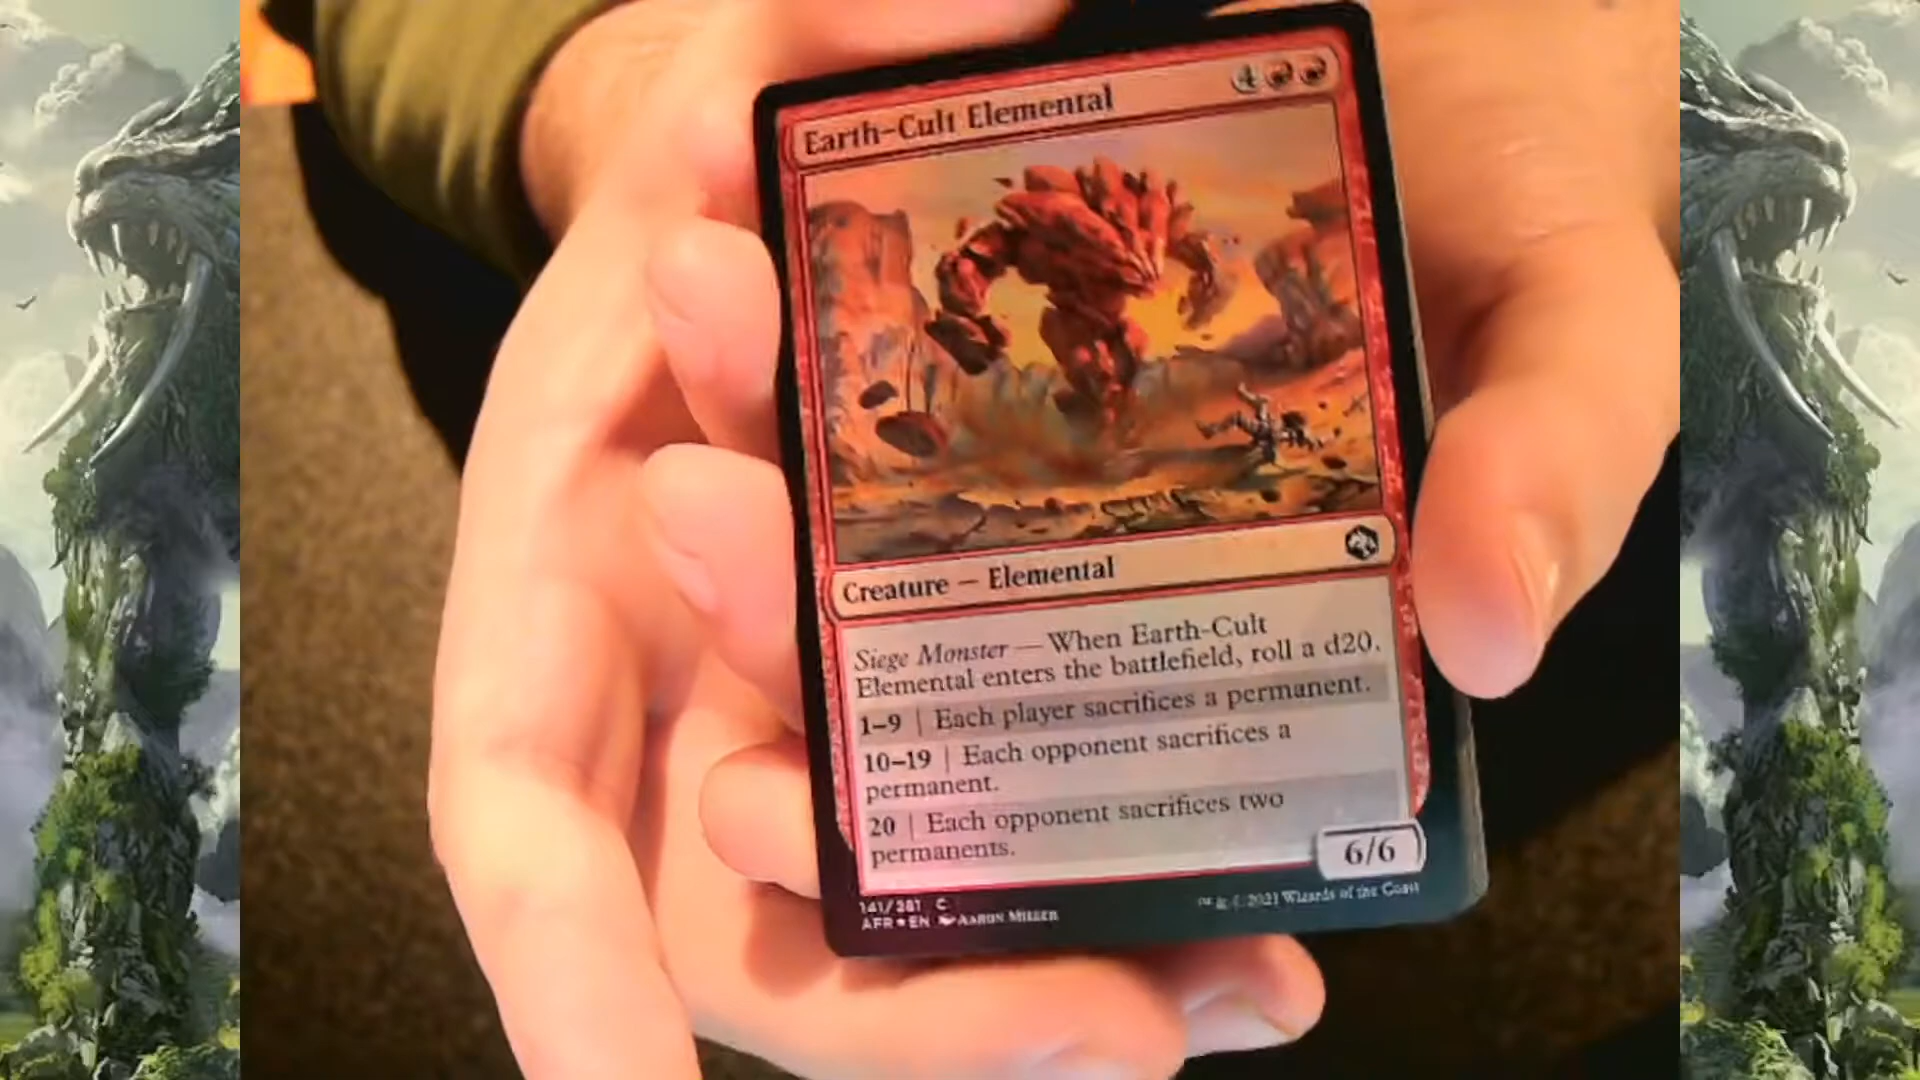 Earth-Cult Elemental 4
Creature — Elemental
Siege Monster — When Earth-Cult
Elemental enters the battlefield, roll a d20.
1–9 | Each player sacrifices a permanent.
10–19 | Each opponent sacrifices a
permanent.
20 | Each opponent sacrifices two
permanents.
6/6
141/281 C
AFR★EN Aaron Miller
™ & © 2021 Wizards of the Coast